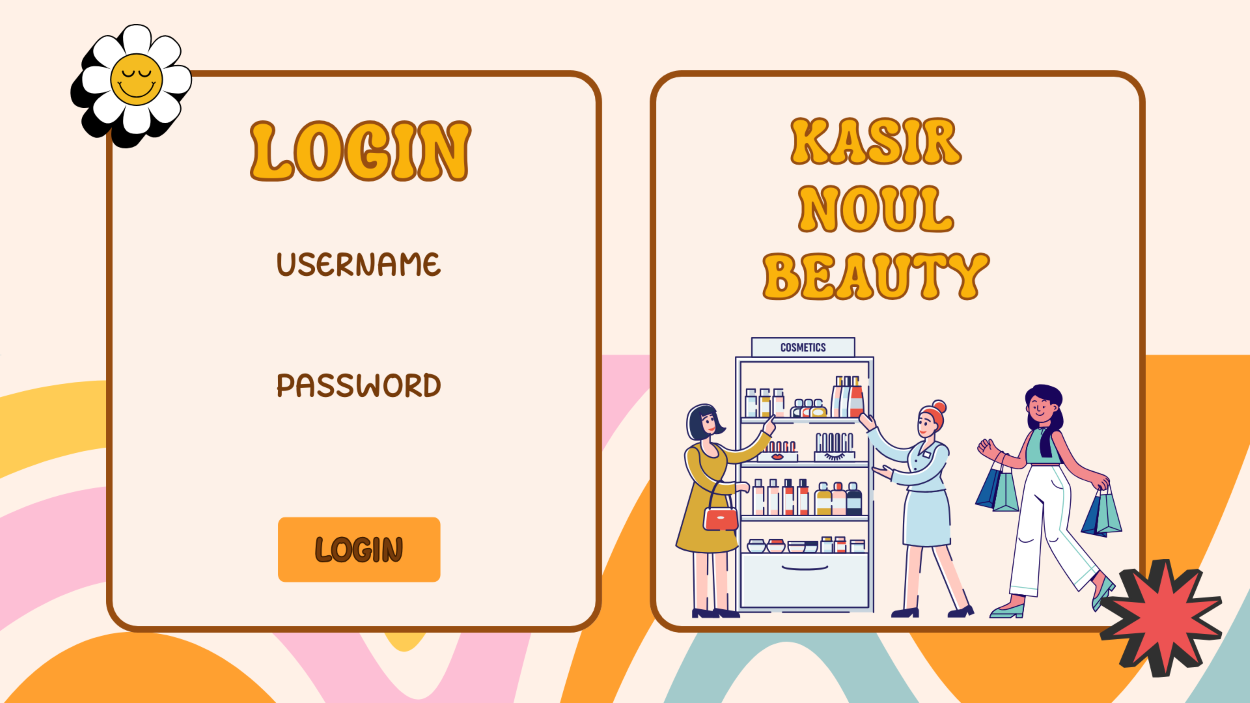 LOGIN
USERNAME
PASSWORD
LOGIN
KASIR
NOUL
BEAUTY
COSMETICS